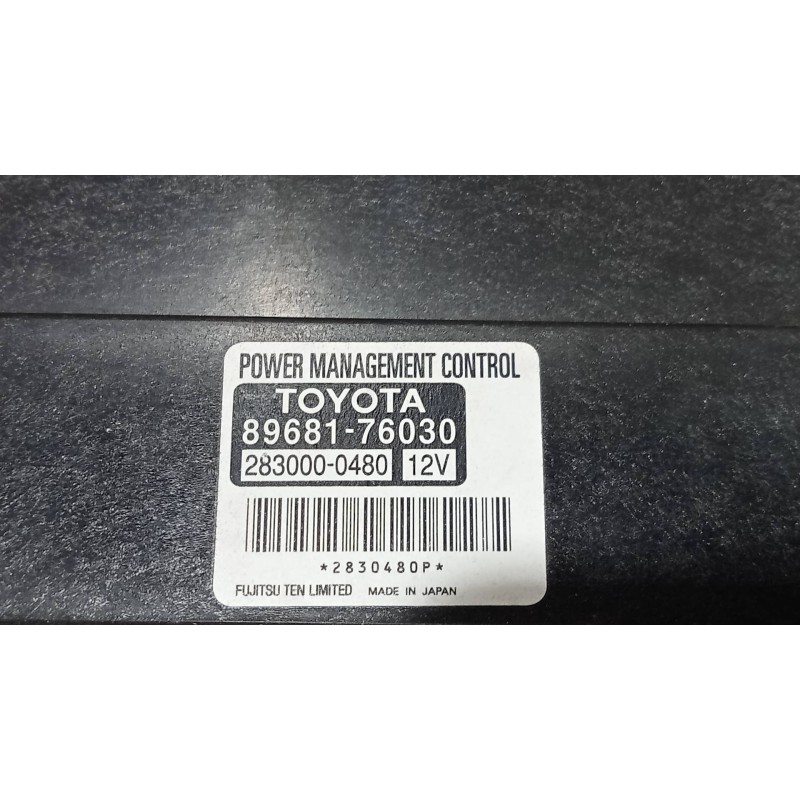 POWER MANAGEMENT CONTROL
TOYOTA
89681-76030
283000-0480 12V
*2830480P*
FUJITSU TEN LIMITED MADE IN JAPAN